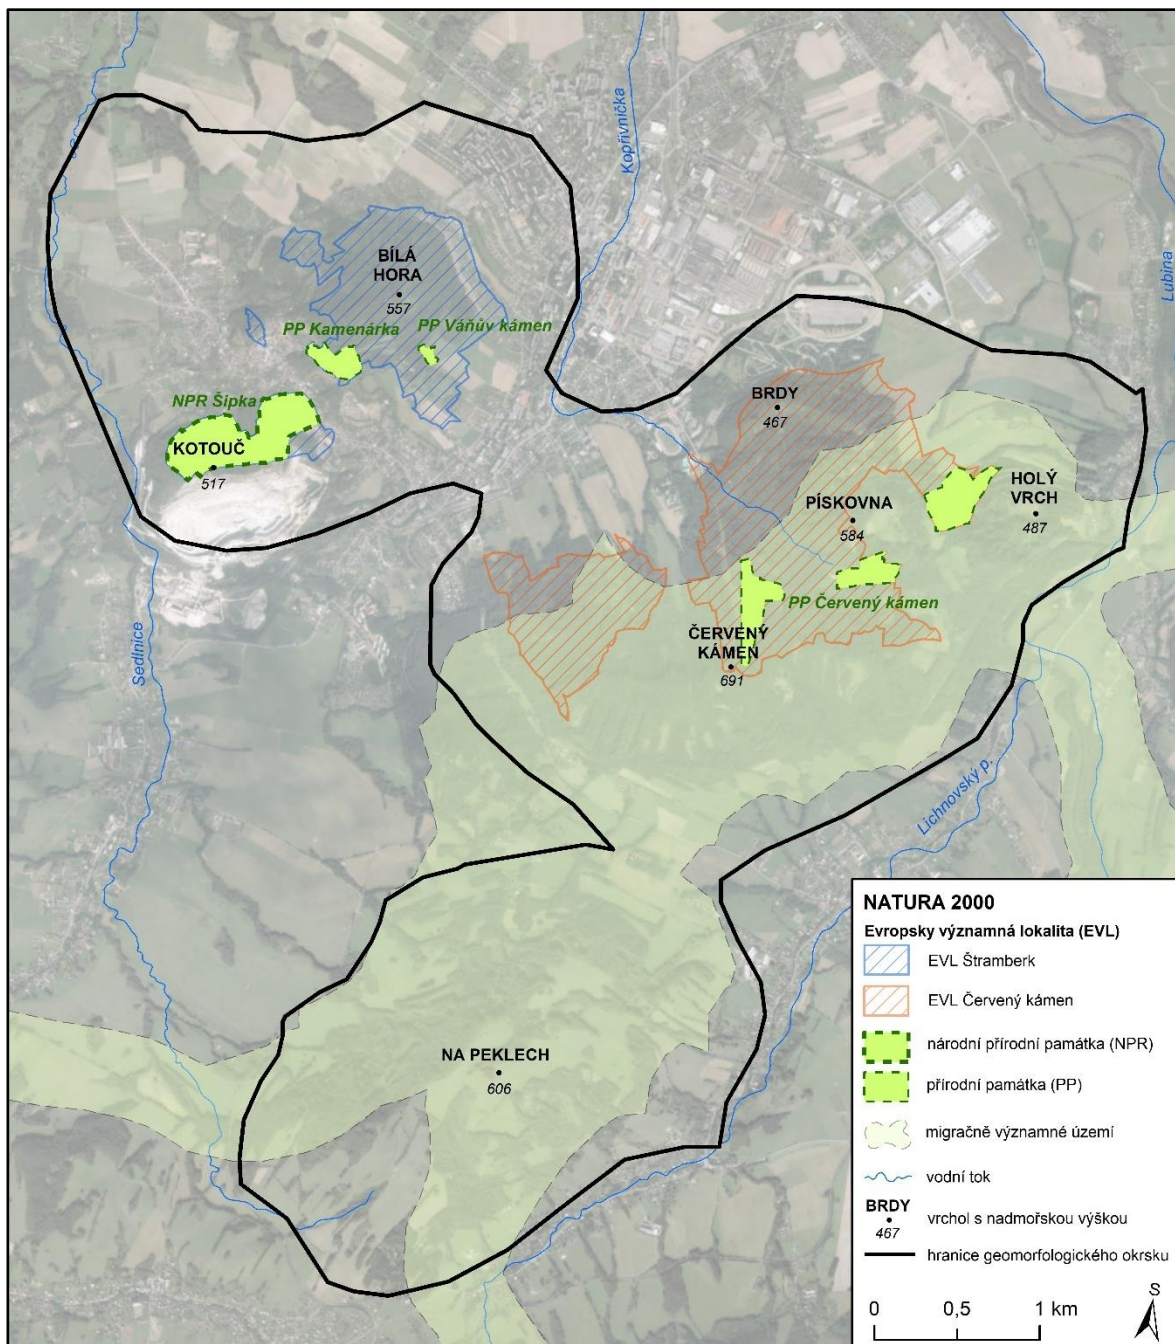 Kopřivnička
Lubina
BÍLÁ
HORA
557
PP Kamenárka
PP Váňův kámen
NPR Šipka
KOTOUČ
517
BRDY
467
PÍSKOVNA
584
HOLÝ
VRCH
487
PP Červený kámen
ČERVENÝ
KÁMEN
691
Sedlnice
Lichnovský p.
NA PEKLECH
606
NATURA 2000
Evropsky významná lokalita (EVL)
EVL Štramberk
EVL Červený kámen
národní přírodní památka (NPR)
přírodní památka (PP)
migračně významné území
vodní tok
BRDY
467
vrchol s nadmořskou výškou
hranice geomorfologického okrsku
0 0,5 1 km
S